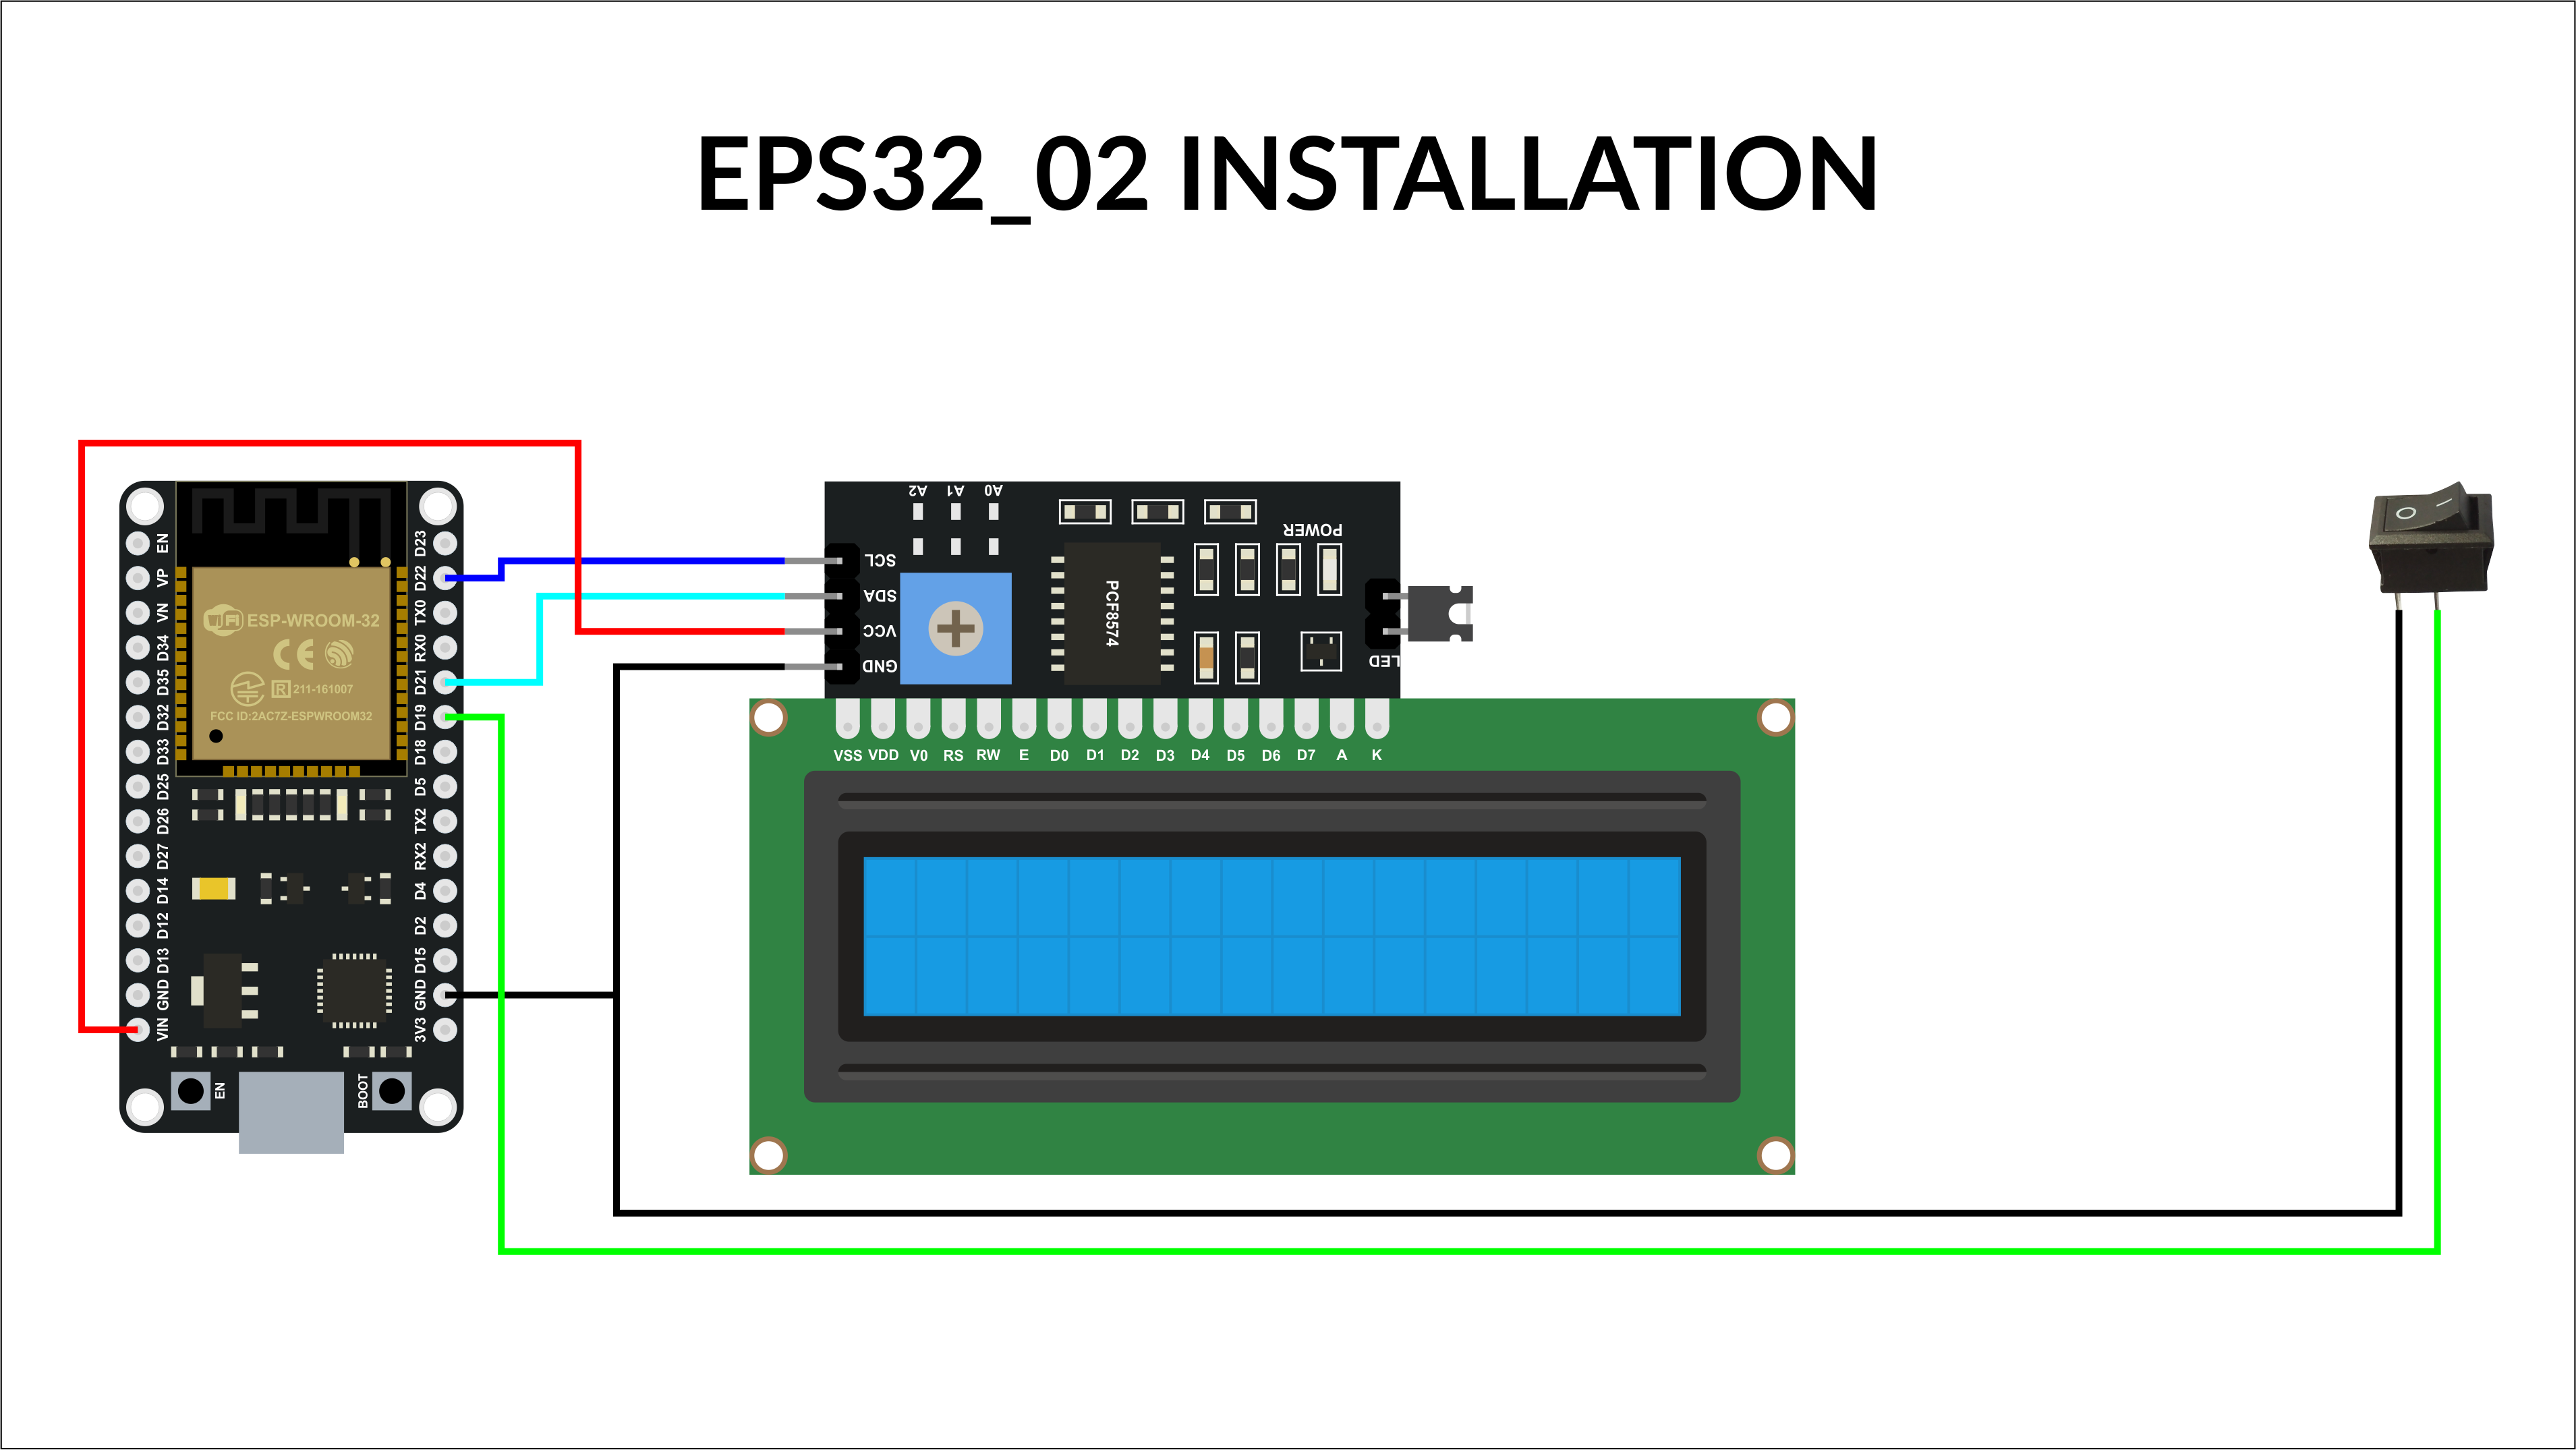 EPS32_02 INSTALLATION
EN
VP
VN
D34
D35
D32
D33
D25
D26
D27
D14
D12
D13
GND
VIN
D23
D22
TX0
RX0
D21
D19
D18
D5
TX2
RX2
D4
D2
D15
GND
3V3
Wi Fi ESP-WROOM-32
CE
R 211-161007
FCC ID:2AC7Z-ESPWROOM32
EN
BOOT
A2 A1 A0
POWER
SCL
SDA
VCC
GND
PCF8574
LED
VSS VDD V0 RS RW E D0 D1 D2 D3 D4 D5 D6 D7 A K
O I